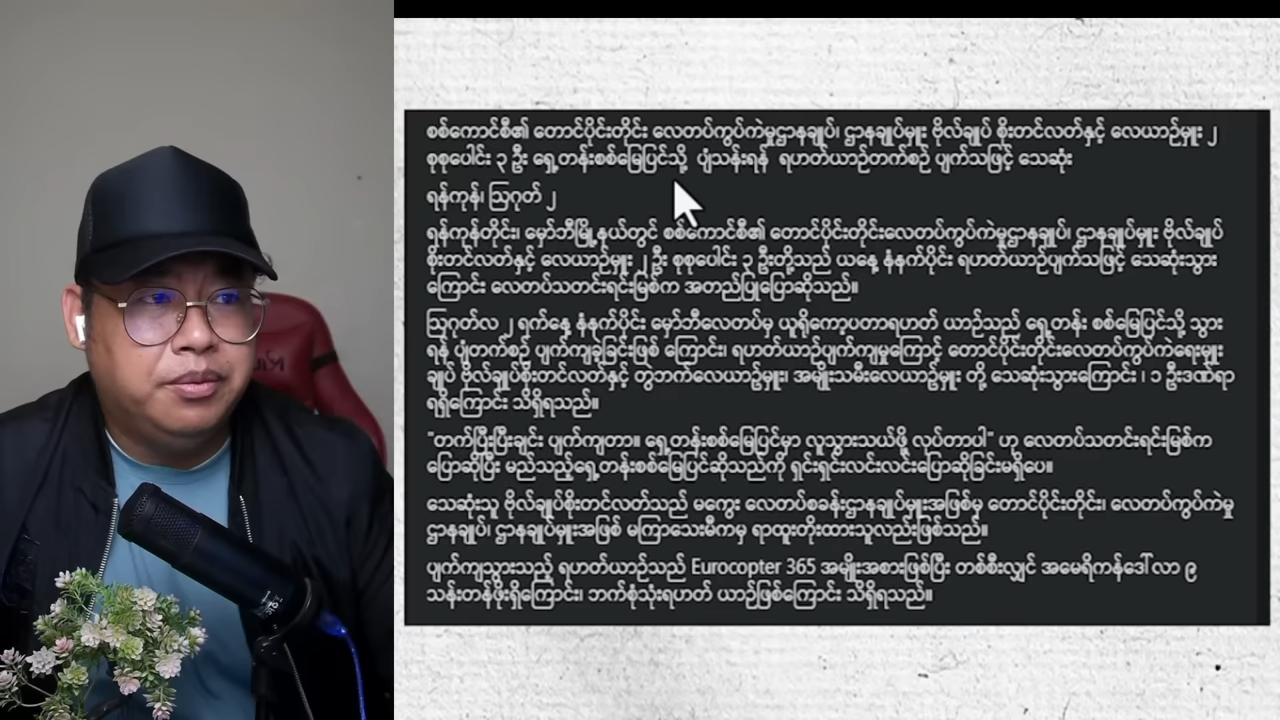 စစ်ကောင်စီ၏ တောင်ပိုင်းတိုင်း လေတပ်ကွပ်ကဲမှုဌာနချုပ်၊ ဌာနချုပ်မှူး ဗိုလ်ချုပ် စိုးတင်လတ်နှင့် လေယာဉ်မှူး ၂
စုစုပေါင်း ၃ ဦး ရှေ့တန်းစစ်မြေပြင်သို့ ပျံသန်းရန် ရဟတ်ယာဉ်တက်စဉ် ပျက်သဖြင့် သေဆုံး
ရန်ကုန်၊ ဩဂုတ် ၂
ရန်ကုန်တိုင်း၊ မှော်ဘီမြို့နယ်တွင် စစ်ကောင်စီ၏ တောင်ပိုင်းတိုင်းလေတပ်ကွပ်ကဲမှုဌာနချုပ်၊ ဌာနချုပ်မှူး ဗိုလ်ချုပ်
စိုးတင်လတ်နှင့် လေယာဉ်မှူး ၂ ဦး စုစုပေါင်း ၃ ဦးတို့သည် ယနေ့ နံနက်ပိုင်း ရဟတ်ယာဉ်ပျက်သဖြင့် သေဆုံးသွား
ကြောင်း လေတပ်သတင်းရင်းမြစ်က အတည်ပြုပြောဆိုသည်။
ဩဂုတ်လ၂ ရက်နေ့ နံနက်ပိုင်း မှော်ဘီလေတပ်မှ ယူရိုကော့ပတာရဟတ် ယာဉ်သည် ရှေ့တန်း စစ်မြေပြင်သို့ သွား
ရန် ပျံတက်စဉ် ပျက်ကျခဲ့ခြင်းဖြစ် ကြောင်း၊ ရဟတ်ယာဉ်ပျက်ကျမှုကြောင့် တောင်ပိုင်းတိုင်းလေတပ်ကွပ်ကဲရေးမှူး
ချုပ် ဗိုလ်ချုပ်စိုးတင်လတ်နှင့် တွဲဘက်လေယာဥ်မှူး၊ အမျိုးသမီးလေယာဥ်မှူး တို့ သေဆုံးသွားကြောင်း ၊ ၁ ဦးဒဏ်ရာ
ရရှိကြောင်း သိရှိရသည်။
"တက်ပြီးပြီးချင်း ပျက်ကျတာ။ ရှေ့တန်းစစ်မြေပြင်မှာ လူသွားသယ်ဖို့ လုပ်တာပါ" ဟု လေတပ်သတင်းရင်းမြစ်က
ပြောဆိုပြီး မည်သည့်ရှေ့တန်းစစ်မြေပြင်ဆိုသည်ကို ရှင်းရှင်းလင်းလင်းပြောဆိုခြင်းမရှိပေ။
သေဆုံးသူ ဗိုလ်ချုပ်စိုးတင်လတ်သည် မကွေး လေတပ်စခန်းဌာနချုပ်မှူးအဖြစ်မှ တောင်ပိုင်းတိုင်း၊ လေတပ်ကွပ်ကဲမှု
ဌာနချုပ်၊ ဌာနချုပ်မှူးအဖြစ် မကြာသေးမီကမှ ရာထူးတိုးထားသူလည်းဖြစ်သည်။
ပျက်ကျသွားသည့် ရဟတ်ယာဉ်သည် Eurocopter 365 အမျိုးအစားဖြစ်ပြီး တစ်စီးလျှင် အမေရိကန်ဒေါ်လာ ၉
သန်းတန်ဖိုးရှိကြောင်း၊ ဘက်စုံသုံးရဟတ် ယာဉ်ဖြစ်ကြောင်း သိရှိရသည်။